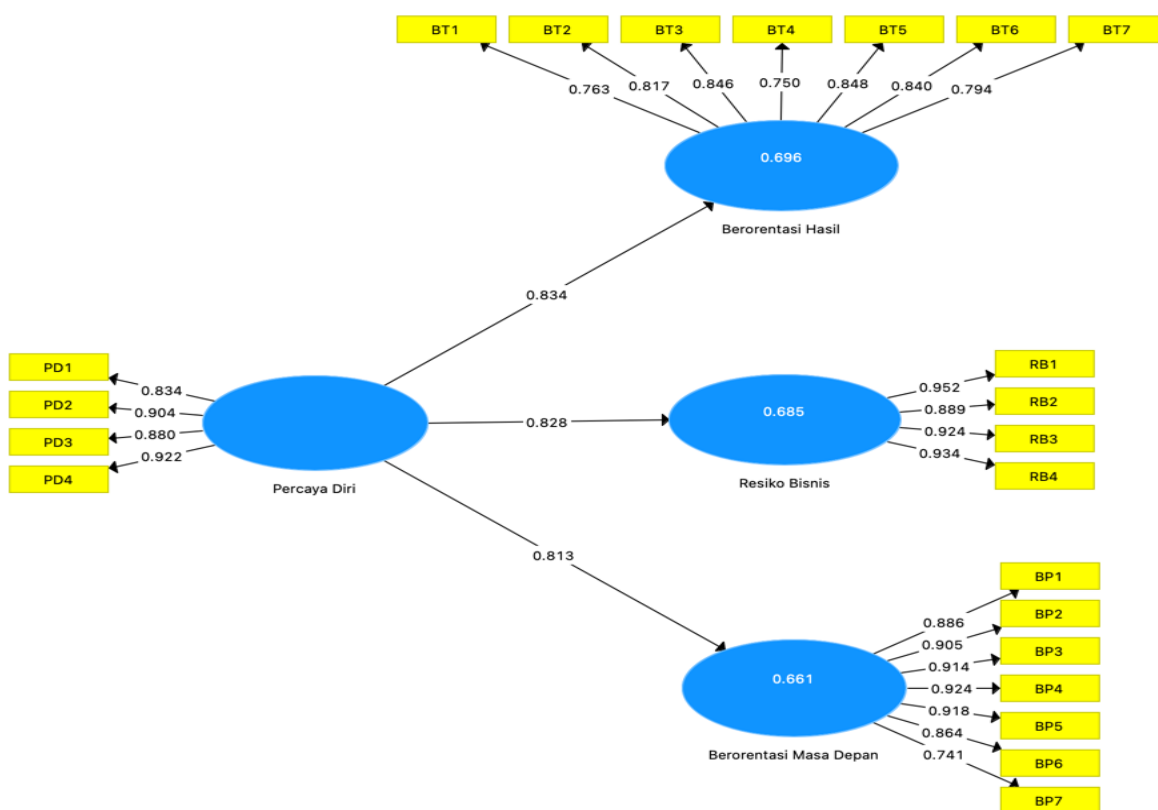 BT1 BT2 BT3 BT4 BT5 BT6 BT7
0.763 0.817 0.846 0.750 0.848 0.840 0.794
0.696
Berorentasi Hasil
0.834
PD1
PD2
PD3
PD4
0.834
0.904
0.880
0.922
Percaya Diri
0.828
0.685
Resiko Bisnis
0.952
0.889
0.924
0.934
RB1
RB2
RB3
RB4
0.813
0.661
Berorentasi Masa Depan
0.886
0.905
0.914
0.924
0.918
0.864
0.741
BP1
BP2
BP3
BP4
BP5
BP6
BP7